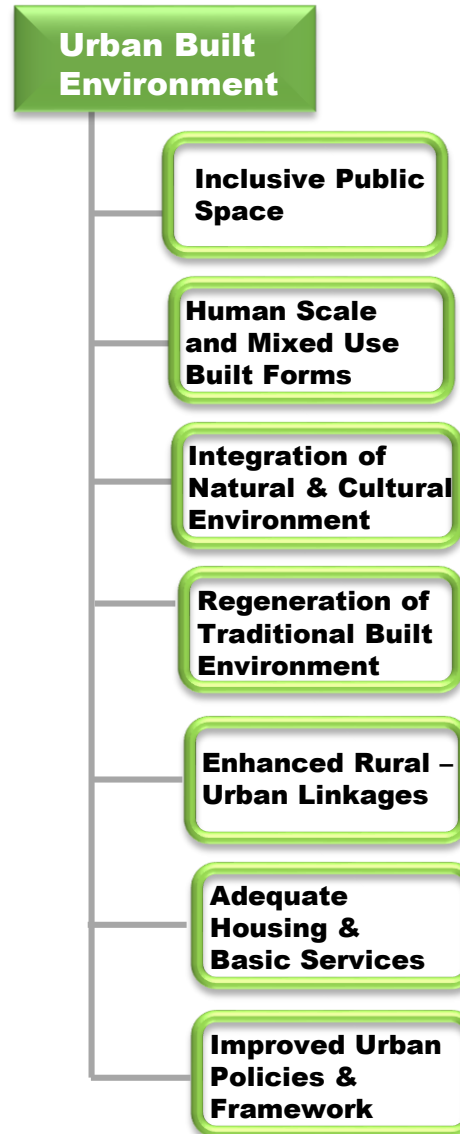 Urban Built
Environment
Inclusive Public
Space
Human Scale
and Mixed Use
Built Forms
Integration of
Natural & Cultural
Environment
Regeneration of
Traditional Built
Environment
Enhanced Rural –
Urban Linkages
Adequate
Housing &
Basic Services
Improved Urban
Policies &
Framework